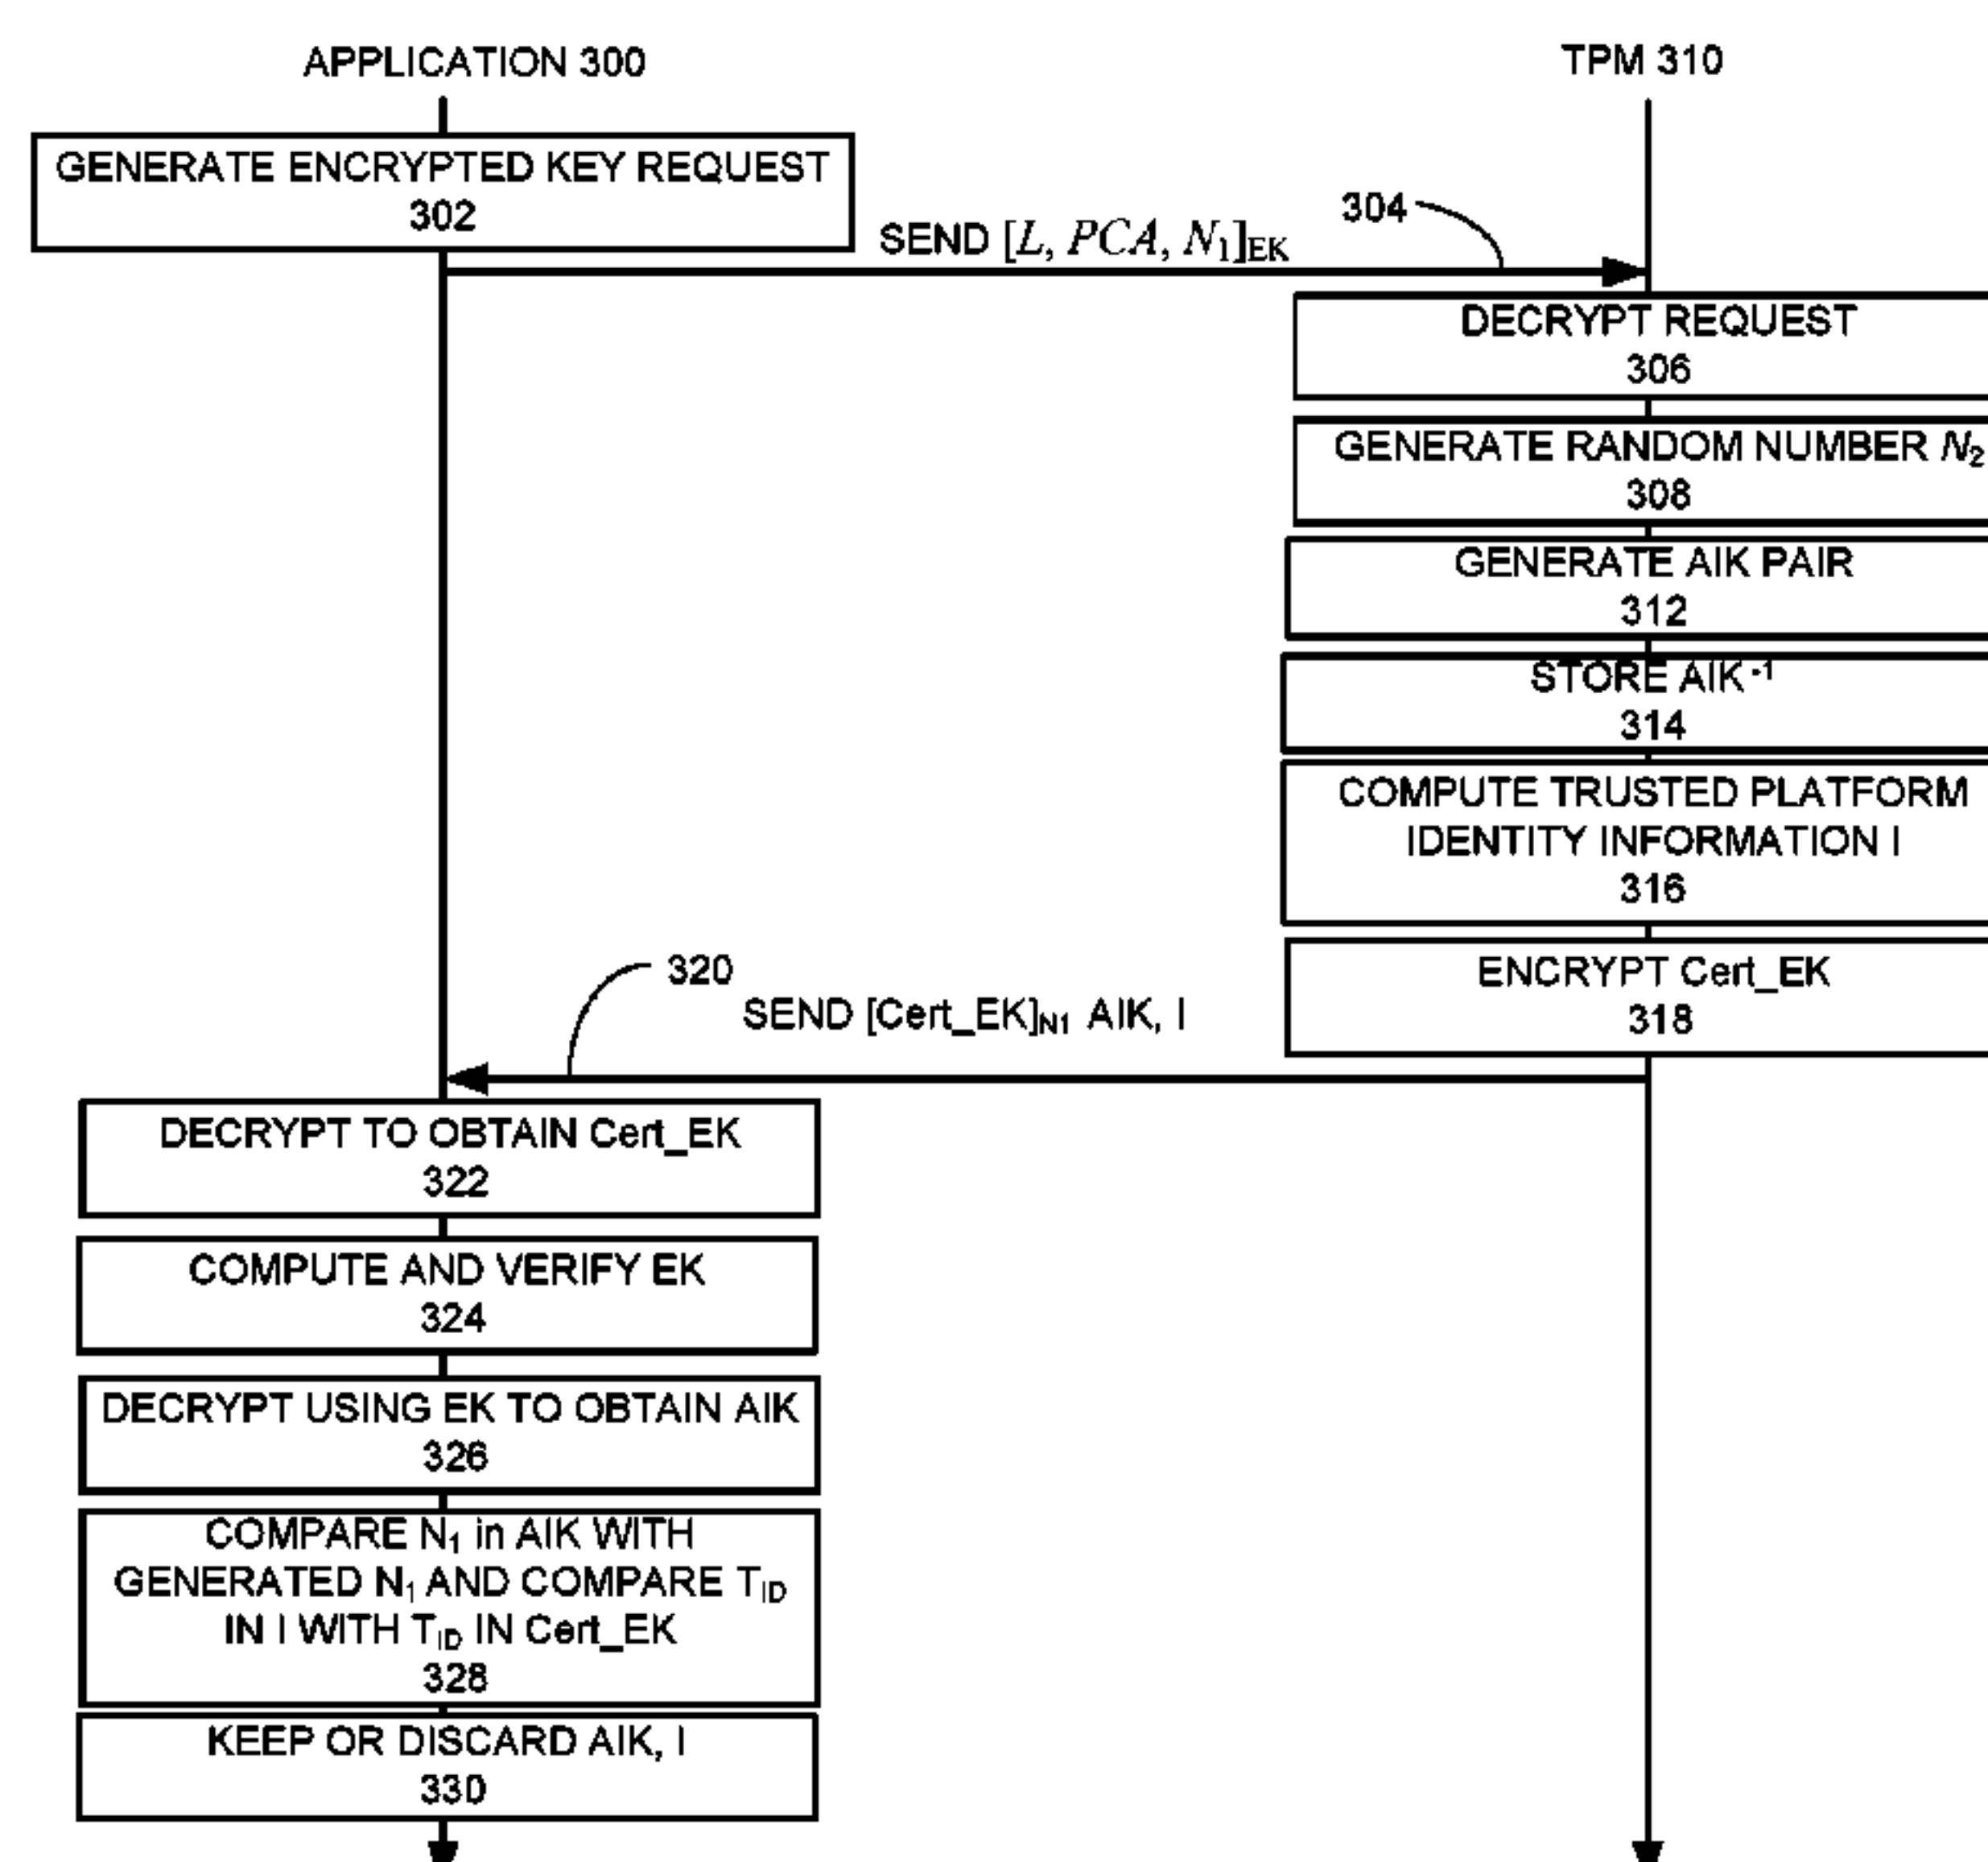 APPLICATION 300
TPM 310
GENERATE ENCRYPTED KEY REQUEST
302
304
SEND [L, PCA, N₁]EK
DECRYPT REQUEST
306
GENERATE RANDOM NUMBER N₂
308
GENERATE AIK PAIR
312
STORE AIK⁻¹
314
COMPUTE TRUSTED PLATFORM
IDENTITY INFORMATION I
316
ENCRYPT Cert_EK
318
320
SEND [Cert_EK]N1 AIK, I
DECRYPT TO OBTAIN Cert_EK
322
COMPUTE AND VERIFY EK
324
DECRYPT USING EK TO OBTAIN AIK
326
COMPARE N₁ in AIK WITH
GENERATED N₁ AND COMPARE TID
IN I WITH TID IN Cert_EK
328
KEEP OR DISCARD AIK, I
330